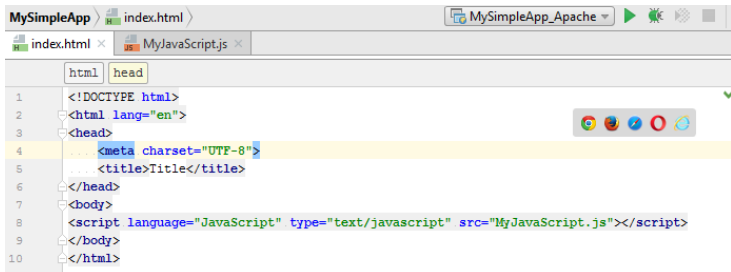 MySimpleApp index.html MySimpleApp_Apache
index.html MyJavaScript.js
html head
1 <!DOCTYPE html>
2 <html lang="en">
3 <head>
4 <meta charset="UTF-8">
5 <title>Title</title>
6 </head>
7 <body>
8 <script language="JavaScript" type="text/javascript" src="MyJavaScript.js"></script>
9 </body>
10 </html>